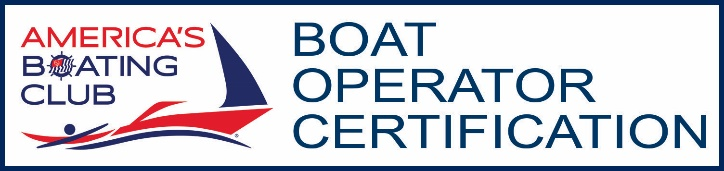 AMERICA'S
BOATING
CLUB
®
BOAT
OPERATOR
CERTIFICATION